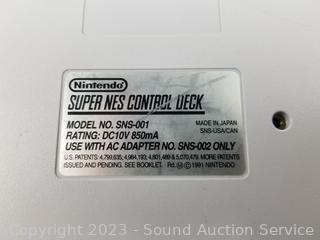 Nintendo
SUPER NES CONTROL DECK
MODEL NO. SNS-001
MADE IN JAPAN
RATING: DC10V 850mA
SNS-USA/CAN
USE WITH AC ADAPTER NO. SNS-002 ONLY
U.S. PATENTS: 4,799,635; 4,984,193; 4,801,489 & 5,070,479. MORE PATENTS
ISSUED AND PENDING. SEE BOOKLET. Pd. Ⓜ © 1991 NINTENDO
Copyright 2023 - Sound Auction Service